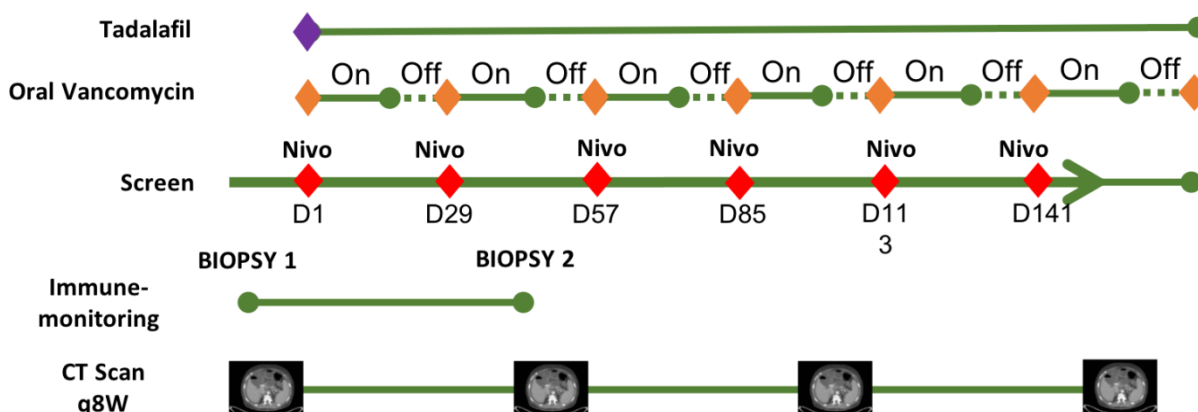 Tadalafil
On Off On Off On Off On Off On Off On Off
Oral Vancomycin
Nivo Nivo Nivo Nivo Nivo Nivo
Screen
D1 D29 D57 D85 D11 D141
3
BIOPSY 1 BIOPSY 2
Immune-
monitoring
CT Scan
q8W